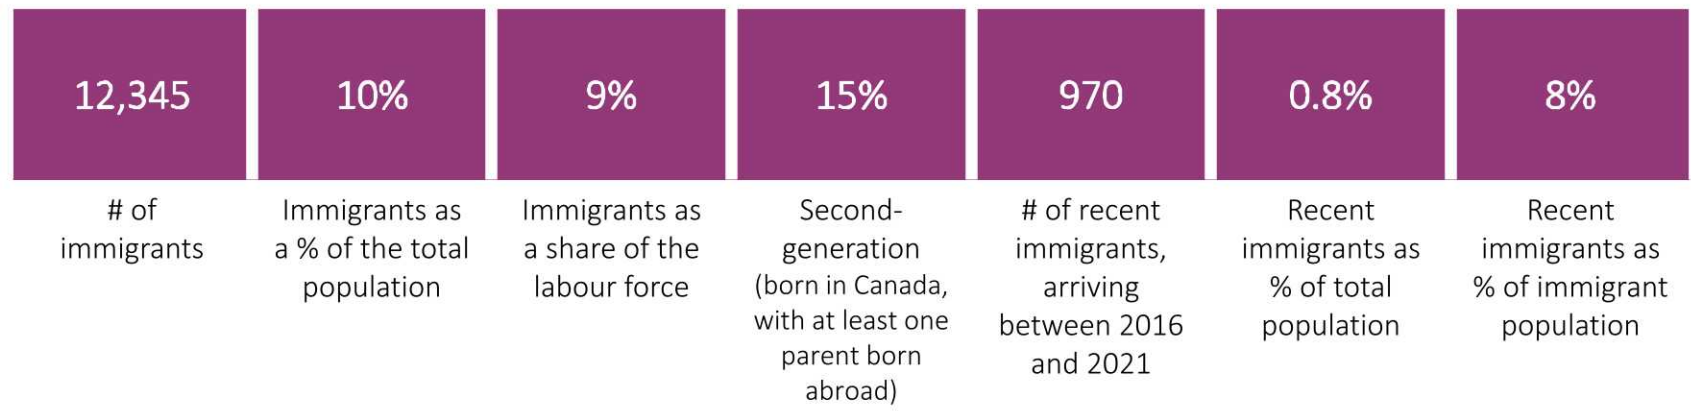 12,345
10%
9%
15%
970
0.8%
8%
# of
immigrants
Immigrants as
a % of the total
population
Immigrants as
a share of the
labour force
Second-
generation
(born in Canada,
with at least one
parent born
abroad)
# of recent
immigrants,
arriving
between 2016
and 2021
Recent
immigrants as
% of total
population
Recent
immigrants as
% of immigrant
population